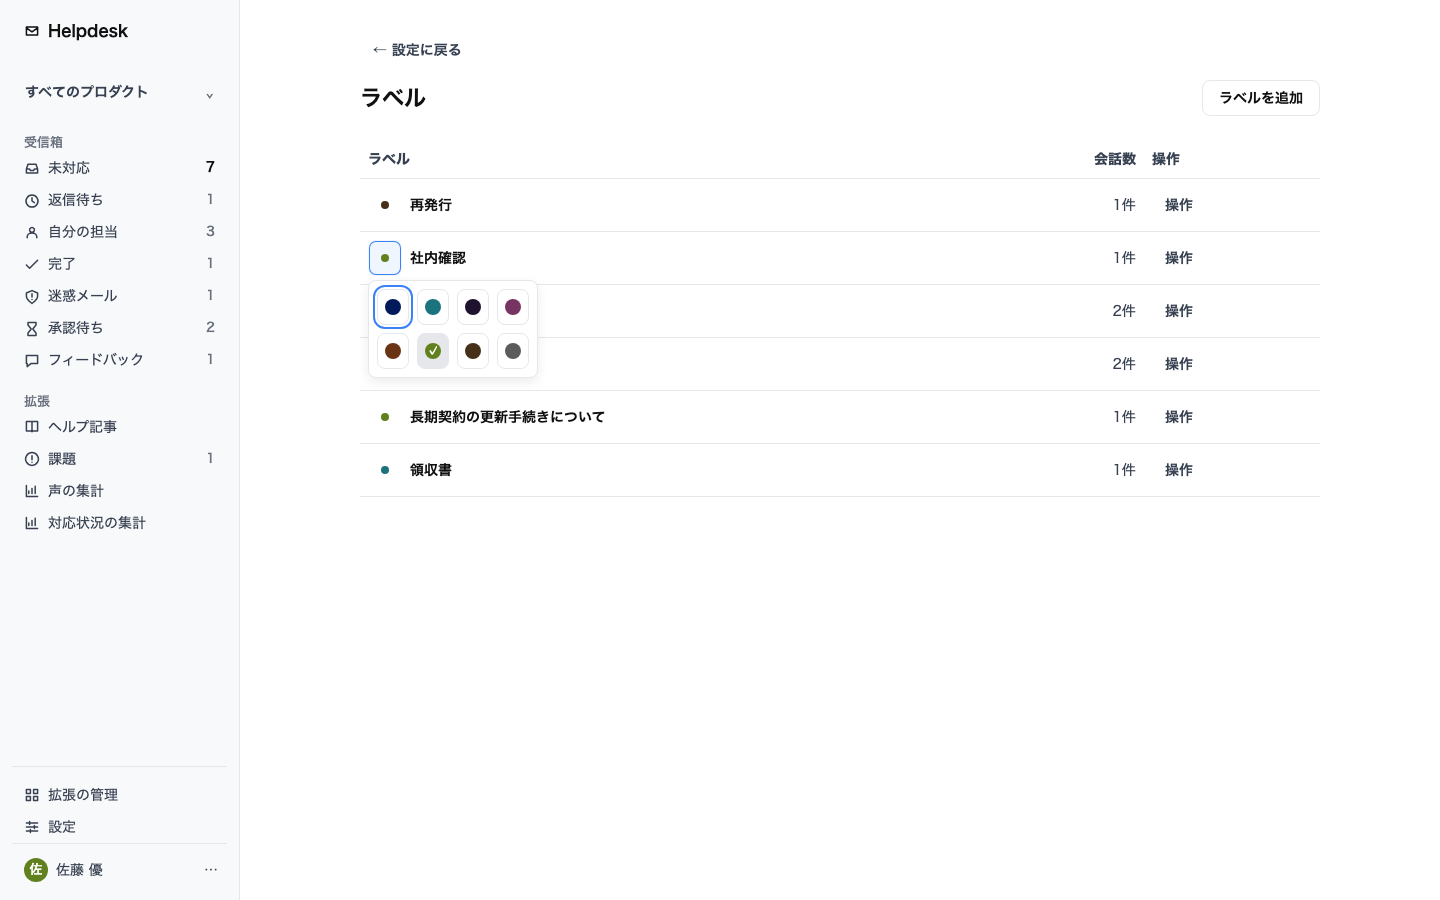 Helpdesk
すべてのプロダクト
受信箱
未対応 7
返信待ち 1
自分の担当 3
完了 1
迷惑メール 1
承認待ち 2
フィードバック 1
拡張
ヘルプ記事
課題 1
声の集計
対応状況の集計
拡張の管理
設定
佐 佐藤 優 …
← 設定に戻る
ラベル
ラベルを追加
ラベル 会話数 操作
再発行 1件 操作
社内確認 1件 操作
2件 操作
2件 操作
長期契約の更新手続きについて 1件 操作
領収書 1件 操作